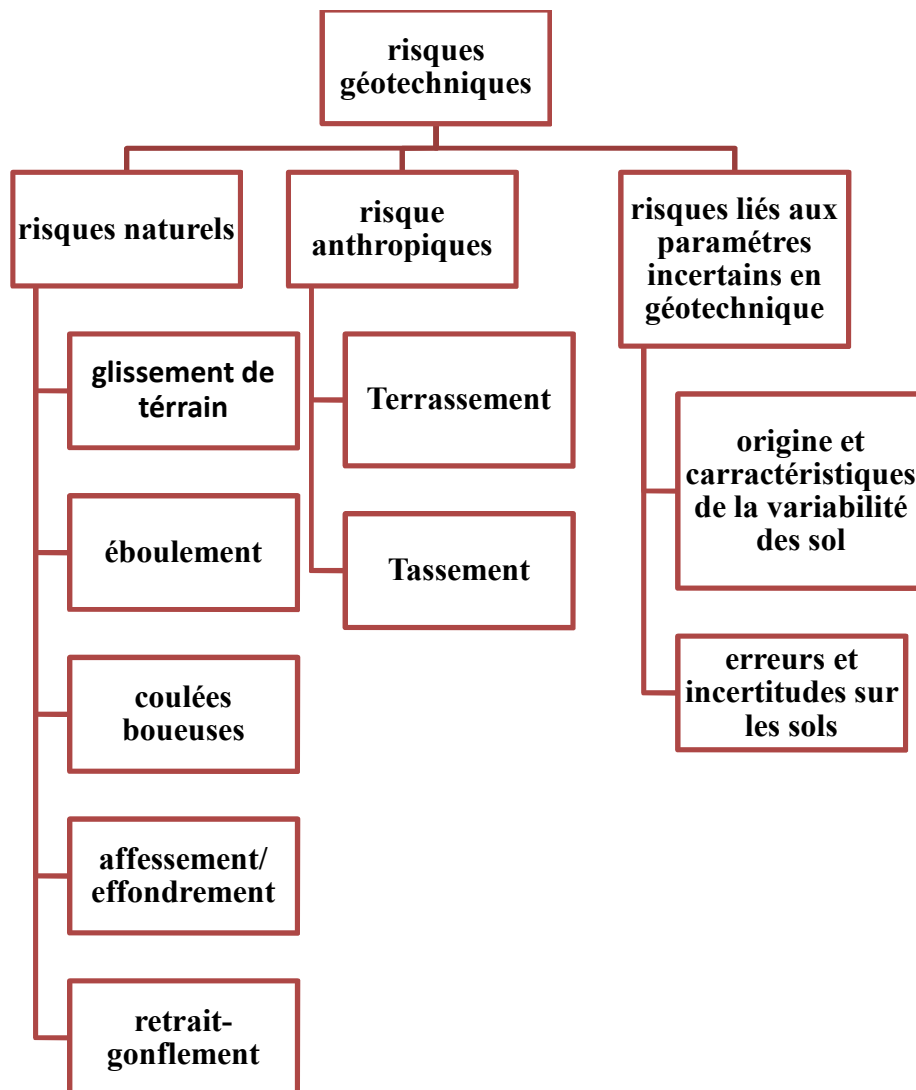 risques
géotechniques
risques naturels
glissement de
térrain
éboulement
coulées
boueuses
affessement/
effondrement
retrait-
gonflement
risque
anthropiques
Terrassement
Tassement
risques liés aux
paramétres
incertains en
géotechnique
origine et
carractéristiques
de la variabilité
des sol
erreurs et
incertitudes sur
les sols